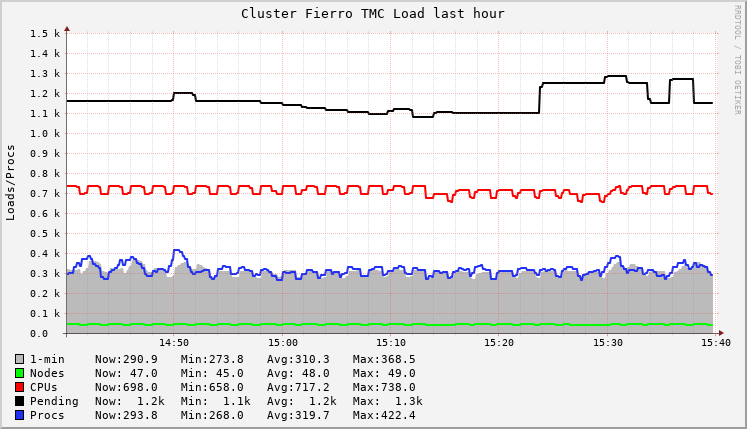 Cluster Fierro TMC Load last hour
RRDTOOL / TOBI OETIKER
Loads/Procs
1.5 k
1.4 k
1.3 k
1.2 k
1.1 k
1.0 k
0.9 k
0.8 k
0.7 k
0.6 k
0.5 k
0.4 k
0.3 k
0.2 k
0.1 k
0.0
14:50 15:00 15:10 15:20 15:30 15:40
1-min Now:290.9 Min:273.8 Avg:310.3 Max:368.5
Nodes Now: 47.0 Min: 45.0 Avg: 48.0 Max: 49.0
CPUs Now:698.0 Min:658.0 Avg:717.2 Max:738.0
Pending Now: 1.2k Min: 1.1k Avg: 1.2k Max: 1.3k
Procs Now:293.8 Min:268.0 Avg:319.7 Max:422.4